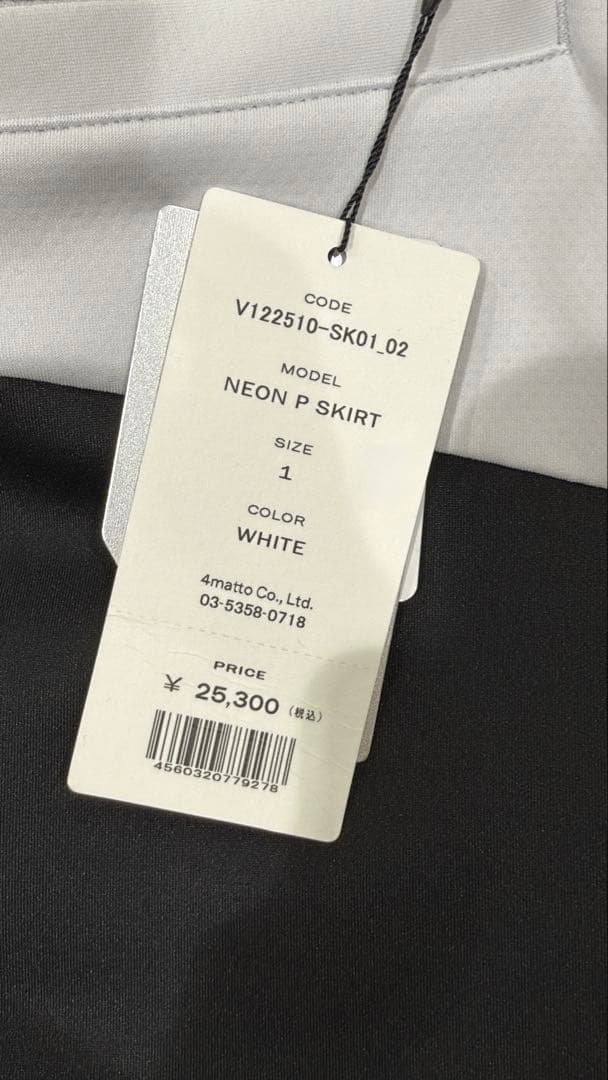 CODE
V122510-SK01_02
MODEL
NEON P SKIRT
SIZE
1
COLOR
WHITE
4matto Co., Ltd.
03-5358-0718
PRICE
¥ 25,300 (税込)
4560320779278